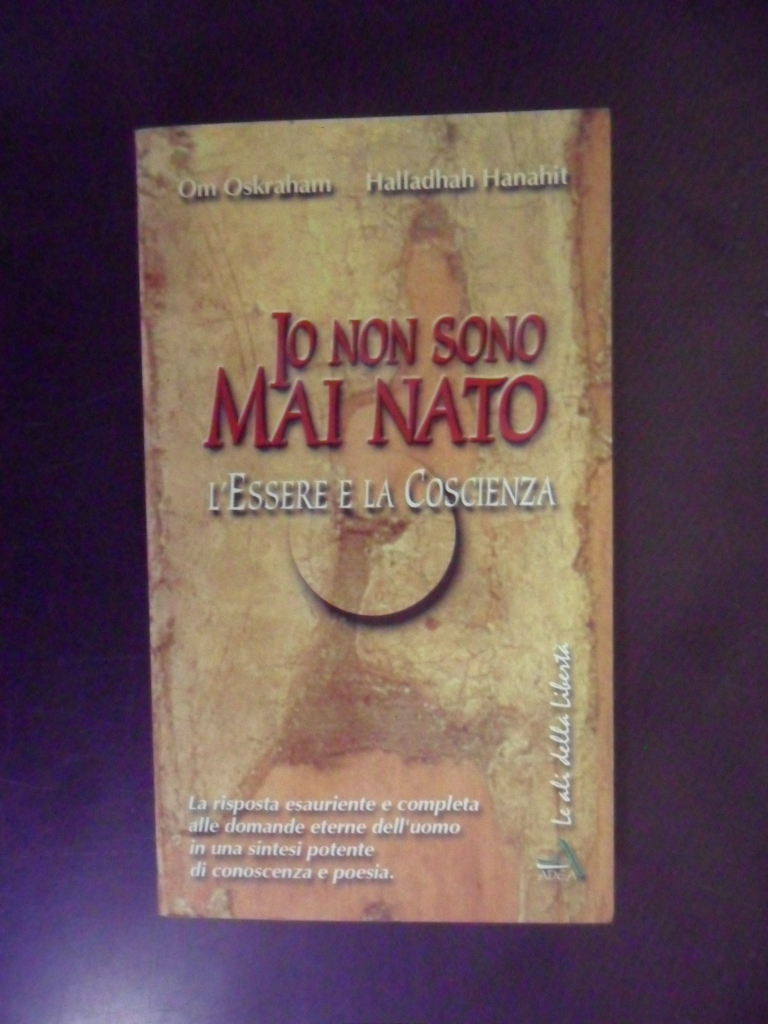 Om Oskraham Halladhah Hanahit
Io non sono
Mai nato
l'Essere e la Coscienza
Le ali della Libertà
La risposta esauriente e completa
alle domande eterne dell'uomo
in una sintesi potente
di conoscenza e poesia.
ADEA